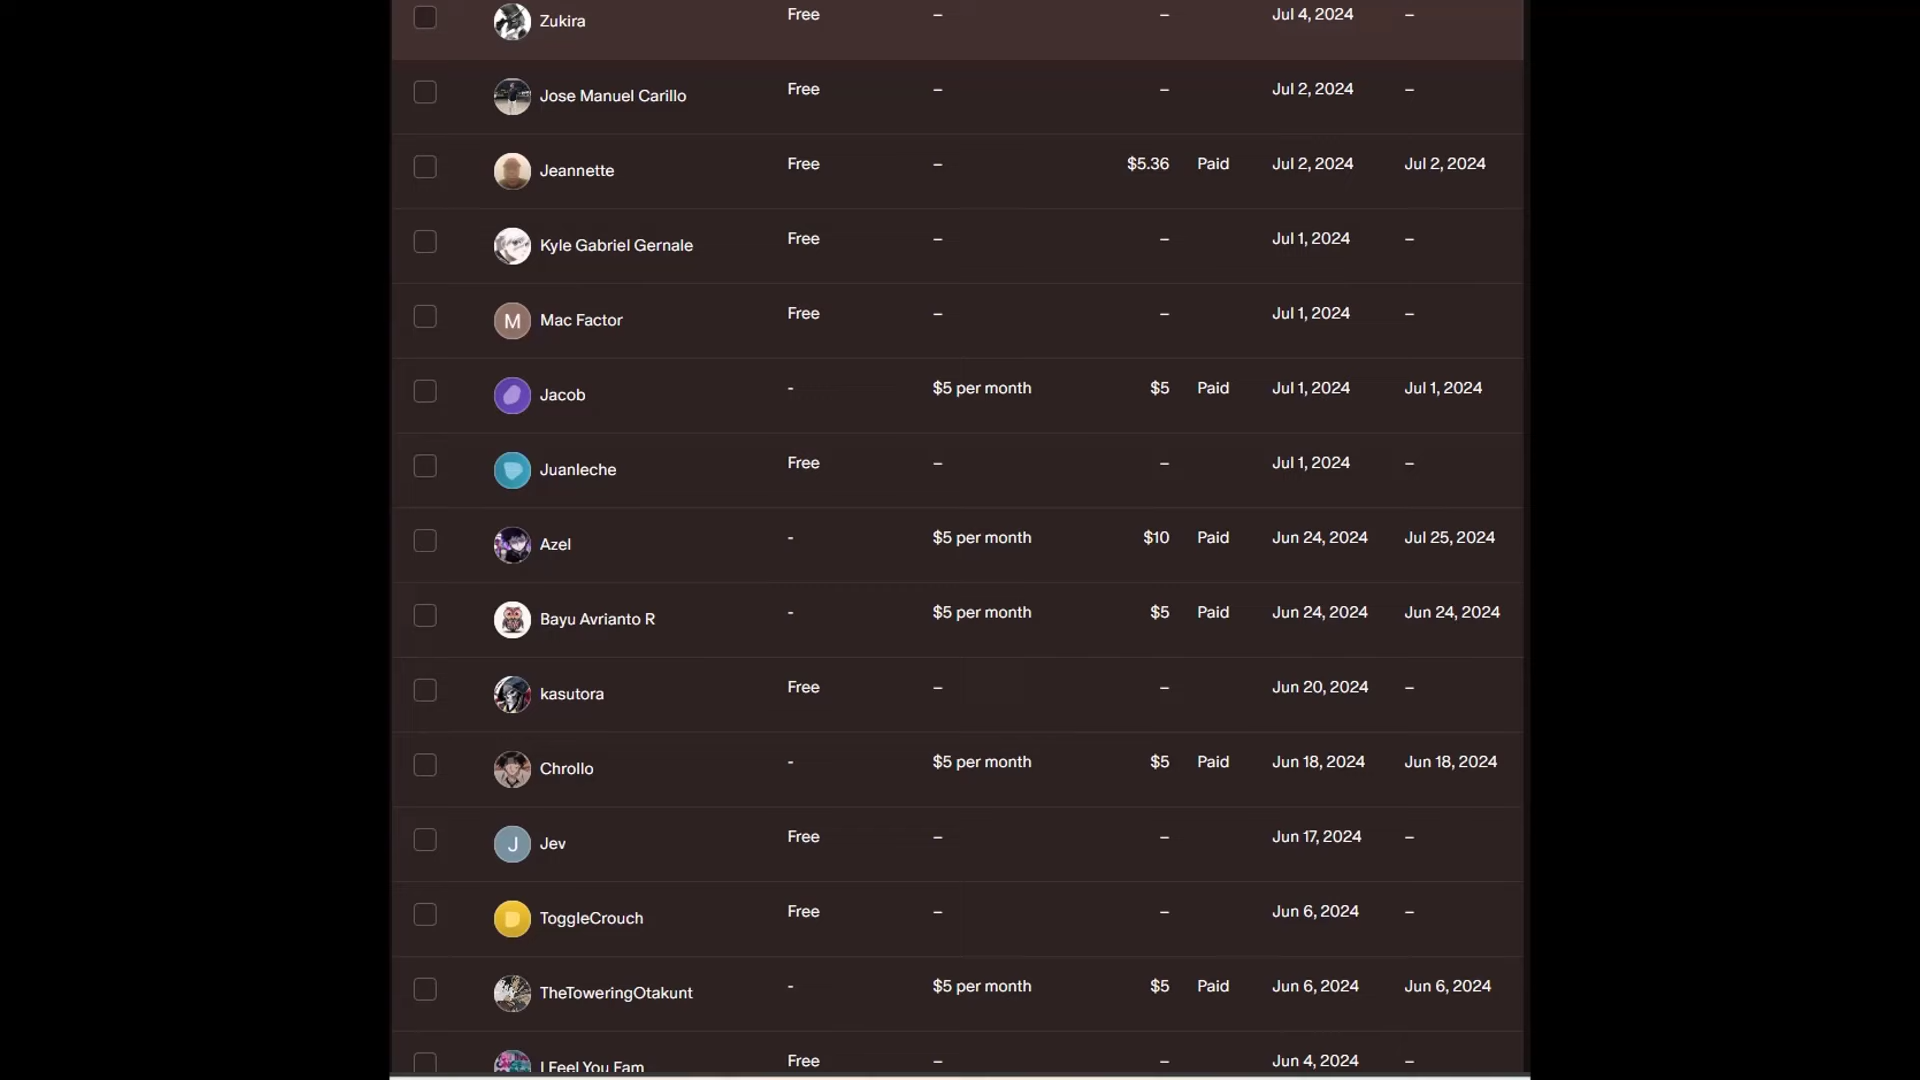 Zukira Free – – Jul 4, 2024 –
Jose Manuel Carillo Free – – Jul 2, 2024 –
Jeannette Free – $5.36 Paid Jul 2, 2024 Jul 2, 2024
Kyle Gabriel Gernale Free – – Jul 1, 2024 –
M Mac Factor Free – – Jul 1, 2024 –
Jacob - $5 per month $5 Paid Jul 1, 2024 Jul 1, 2024
Juanleche Free – – Jul 1, 2024 –
Azel - $5 per month $10 Paid Jun 24, 2024 Jul 25, 2024
Bayu Avrianto R - $5 per month $5 Paid Jun 24, 2024 Jun 24, 2024
kasutora Free – – Jun 20, 2024 –
Chrollo - $5 per month $5 Paid Jun 18, 2024 Jun 18, 2024
J Jev Free – – Jun 17, 2024 –
ToggleCrouch Free – – Jun 6, 2024 –
TheToweringOtakunt - $5 per month $5 Paid Jun 6, 2024 Jun 6, 2024
I Feel You Fam Free – – Jun 4, 2024 –